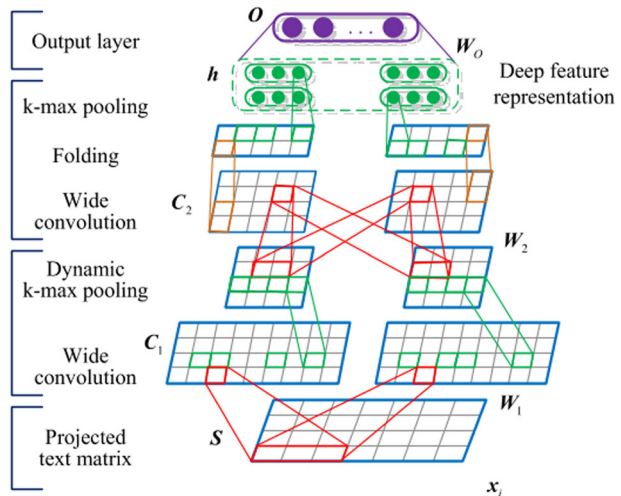 O
Output layer
W_O
h
Deep feature
representation
k-max pooling
Folding
Wide
convolution
C_2
W_2
Dynamic
k-max pooling
C_1
Wide
convolution
W_1
Projected
text matrix
S
x_i